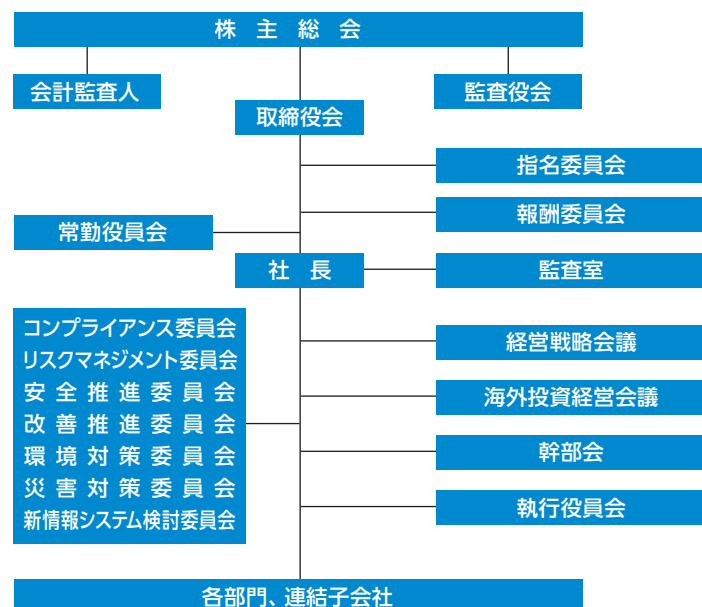 株主総会
会計監査人
監査役会
取締役会
指名委員会
報酬委員会
常勤役員会
社長
監査室
コンプライアンス委員会
リスクマネジメント委員会
安全推進委員会
改善推進委員会
環境対策委員会
災害対策委員会
新情報システム検討委員会
経営戦略会議
海外投資経営会議
幹部会
執行役員会
各部門、連結子会社